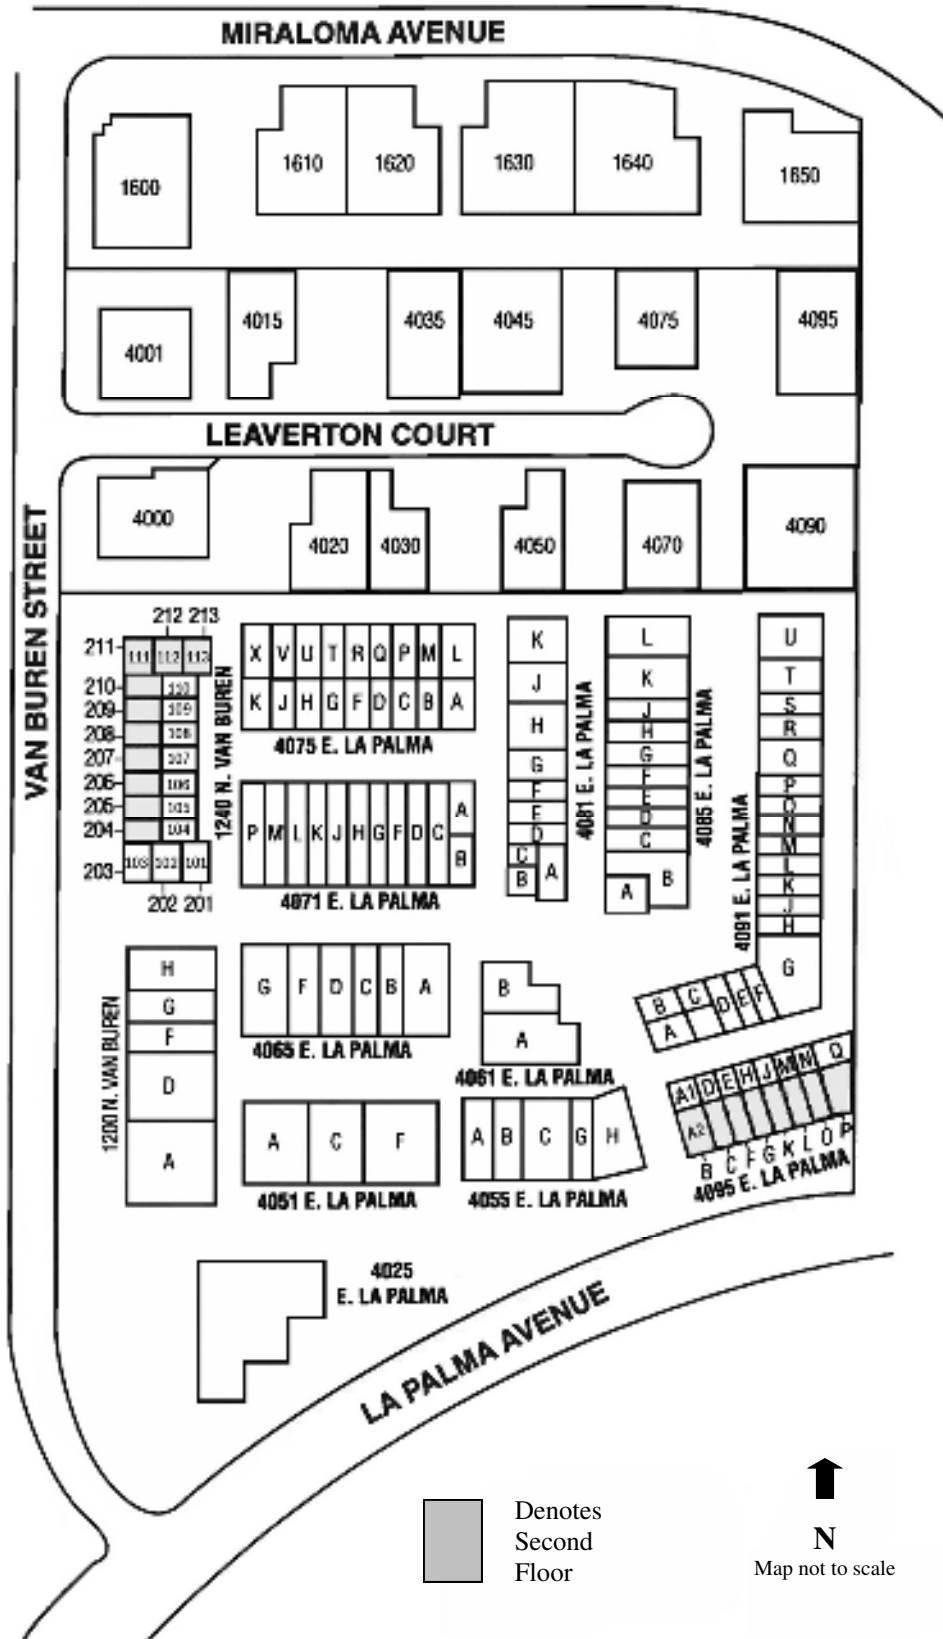 MIRALOMA AVENUE
1600
1610
1620
1630
1640
1650
4001
4015
4035
4045
4075
4095
LEAVERTON COURT
4000
4020
4030
4050
4070
4090
VAN BUREN STREET
212 213
211
111 112 113
210
110
209
109
208
108
207
107
206
106
205
105
204
104
203
103 102 101
202 201
1240 N. VAN BUREN
X V U T R Q P M L
K J H G F D C B A
4075 E. LA PALMA
P M L K J H G F D C
A
B
4071 E. LA PALMA
K
J
H
G
F
E
D
C
B A
4081 E. LA PALMA
L
K
J
H
G
F
E
D
C
B
A
4085 E. LA PALMA
U
T
S
R
Q
P
O
N
M
L
K
J
H
G
B C D E F
A
4091 E. LA PALMA
H
G
F
D
A
1200 N. VAN BUREN
G F D C B A
4065 E. LA PALMA
B
A
4061 E. LA PALMA
A C F
4051 E. LA PALMA
A B C G H
4055 E. LA PALMA
A1 D E H J M N Q
A2
B C F G K L O P
4095 E. LA PALMA
4025
E. LA PALMA
LA PALMA AVENUE
Denotes
Second
Floor
N
Map not to scale